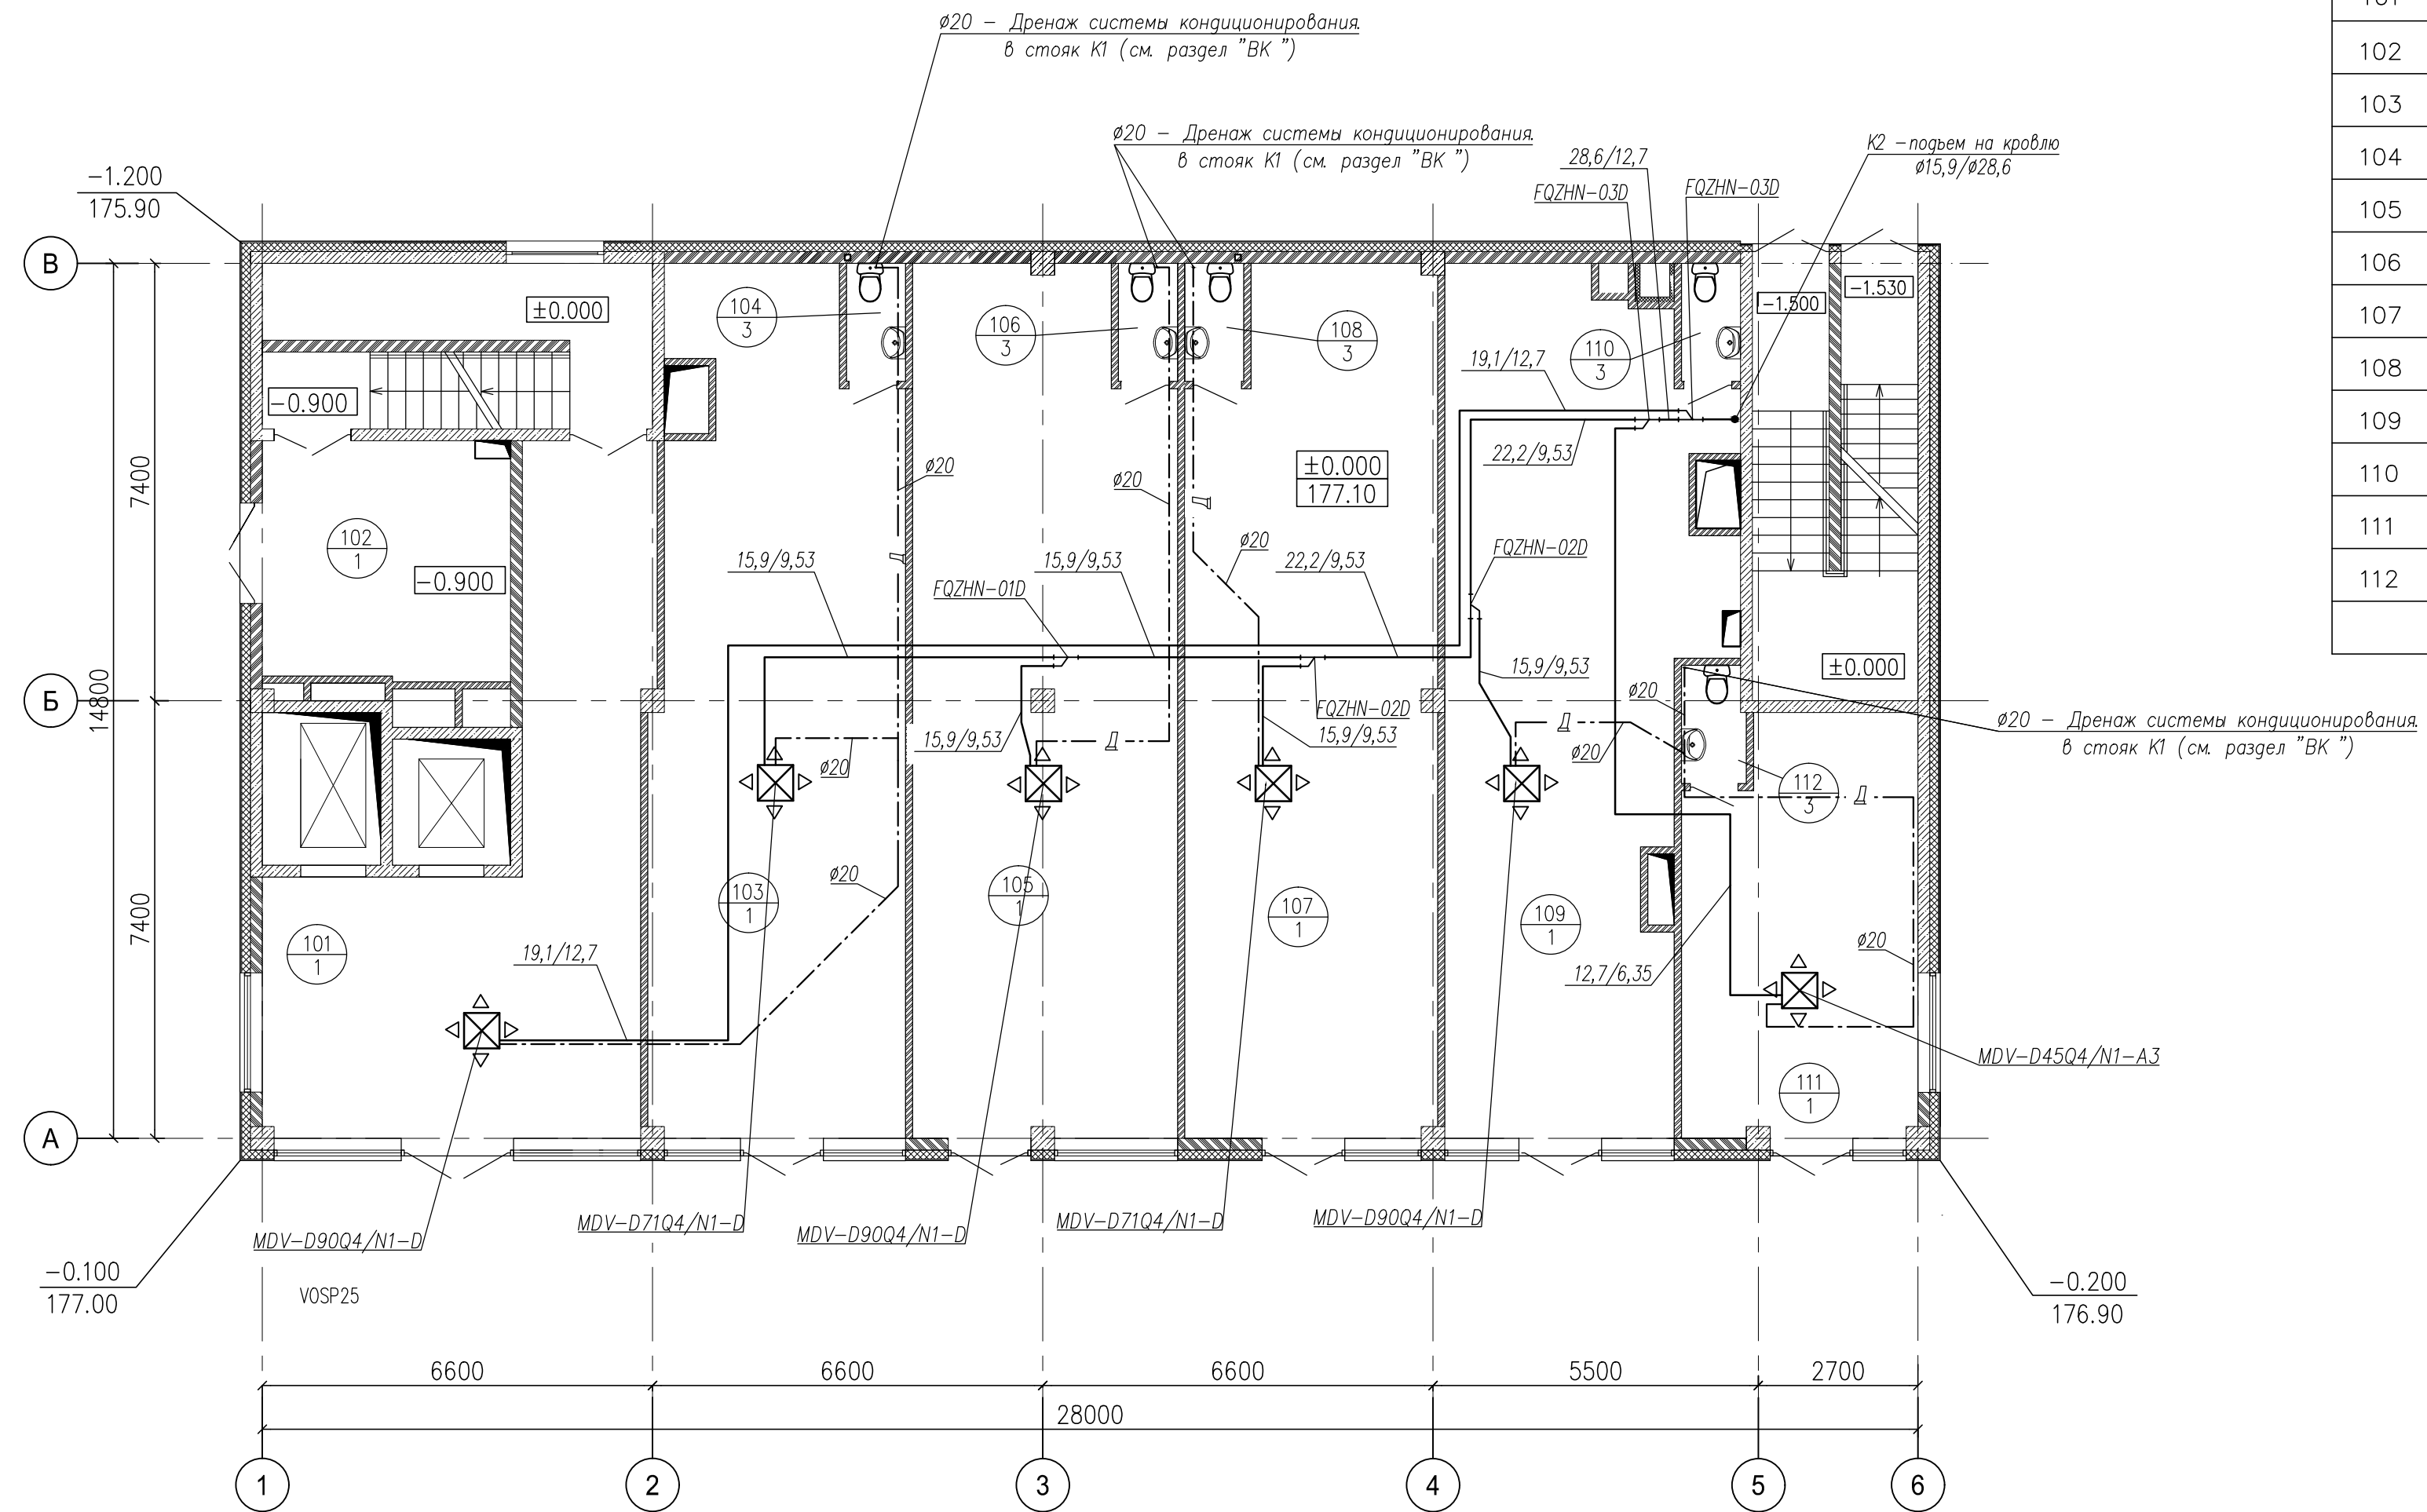 ø20 – Дренаж системы кондиционирования.
в стояк К1 (см. раздел "ВК ")
ø20 – Дренаж системы кондиционирования.
в стояк К1 (см. раздел "ВК ")
28,6/12,7
FQZHN-03D
FQZHN-03D
К2 -подъем на кровлю
ø15,9/ø28,6
102
103
104
105
106
107
108
109
110
111
112
-1.200
175.90
В
±0.000
104
3
106
3
108
3
110
3
-1.500
-1.530
19,1/12,7
-0.900
22,2/9,53
±0.000
177.10
7400
ø20
ø20
Д
Д
ø20
102
1
-0.900
15,9/9,53
FQZHN-01D
15,9/9,53
22,2/9,53
FQZHN-02D
15,9/9,53
±0.000
Б
14800
ø20
FQZHN-02D
15,9/9,53
15,9/9,53
Д
Д
ø20
ø20
ø20 – Дренаж системы кондиционирования.
в стояк К1 (см. раздел "ВК ")
112
3
Д
7400
ø20
103
1
105
1
107
1
109
1
101
1
19,1/12,7
12,7/6,35
ø20
MDV-D45Q4/N1-A3
111
1
А
MDV-D90Q4/N1-D
MDV-D71Q4/N1-D
MDV-D90Q4/N1-D
MDV-D71Q4/N1-D
MDV-D90Q4/N1-D
-0.100
177.00
VOSP25
-0.200
176.90
6600
6600
6600
5500
2700
28000
1
2
3
4
5
6